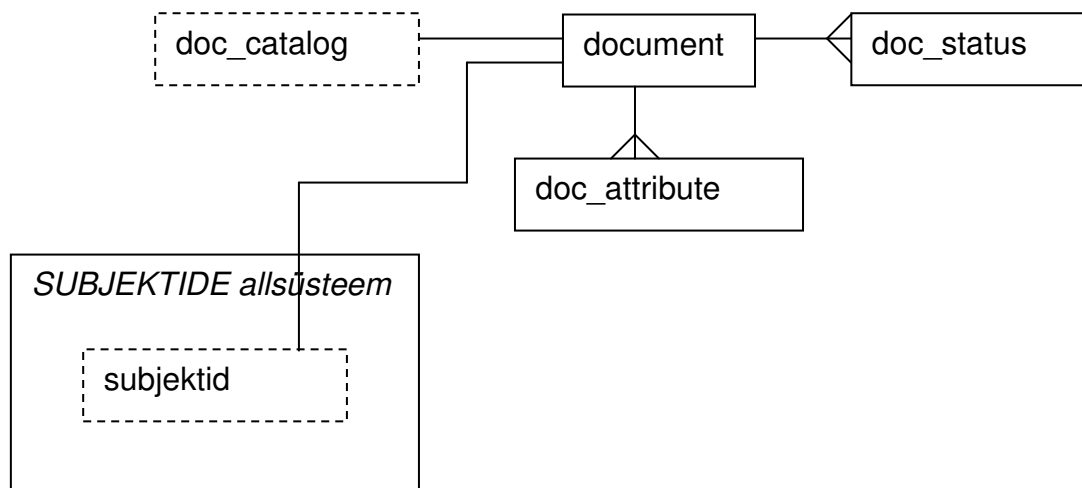 doc_catalog
document
doc_status
doc_attribute
SUBJEKTIDE allsüsteem
subjektid